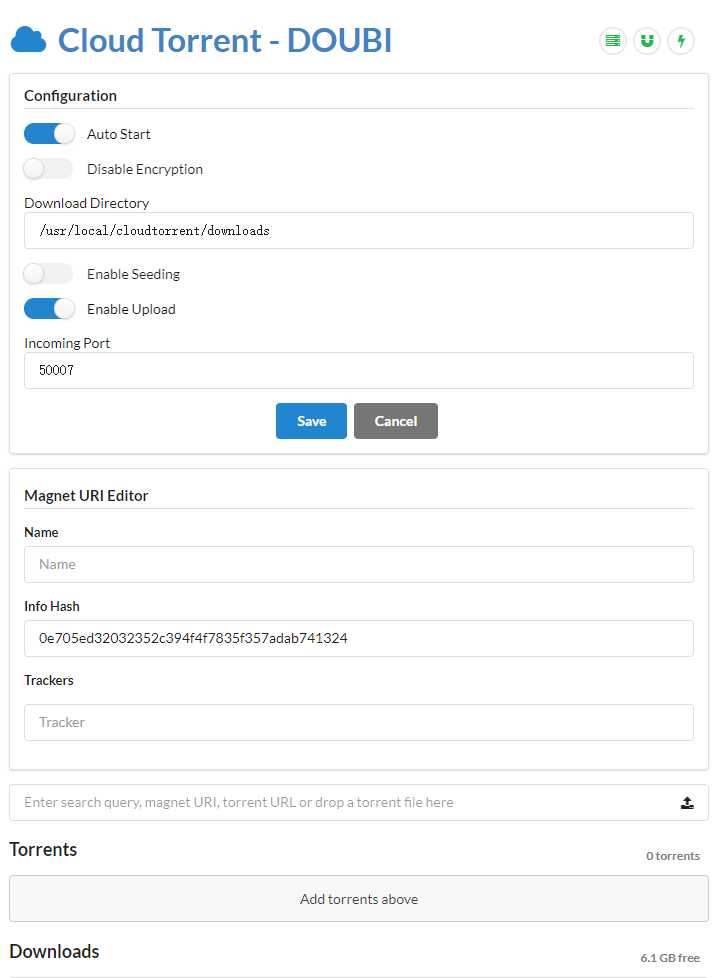 Cloud Torrent - DOUBI
Configuration
Auto Start
Disable Encryption
Download Directory
/usr/local/cloudtorrent/downloads
Enable Seeding
Enable Upload
Incoming Port
50007
Save Cancel
Magnet URI Editor
Name
Name
Info Hash
0e705ed32032352c394f4f7835f357adab741324
Trackers
Tracker
Enter search query, magnet URI, torrent URL or drop a torrent file here
Torrents 0 torrents
Add torrents above
Downloads 6.1 GB free